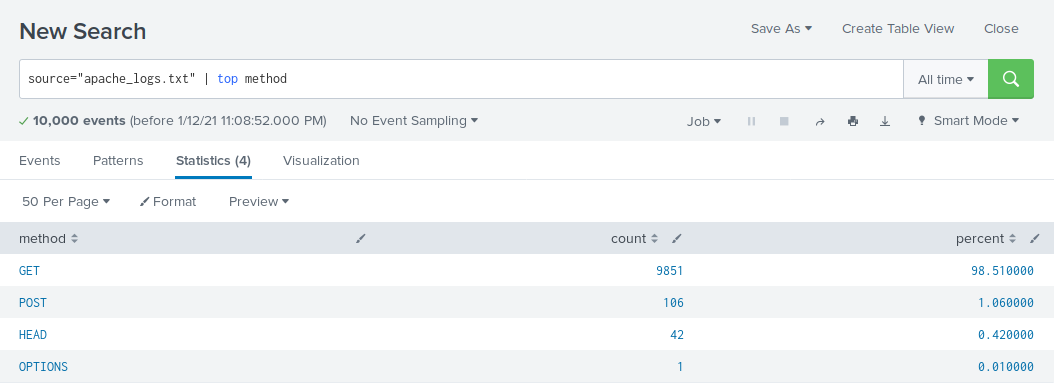 New Search
Save As Create Table View Close
source="apache_logs.txt" | top method
All time
10,000 events (before 1/12/21 11:08:52.000 PM) No Event Sampling
Job Smart Mode
Events Patterns Statistics (4) Visualization
50 Per Page Format Preview
method count percent
GET 9851 98.510000
POST 106 1.060000
HEAD 42 0.420000
OPTIONS 1 0.010000